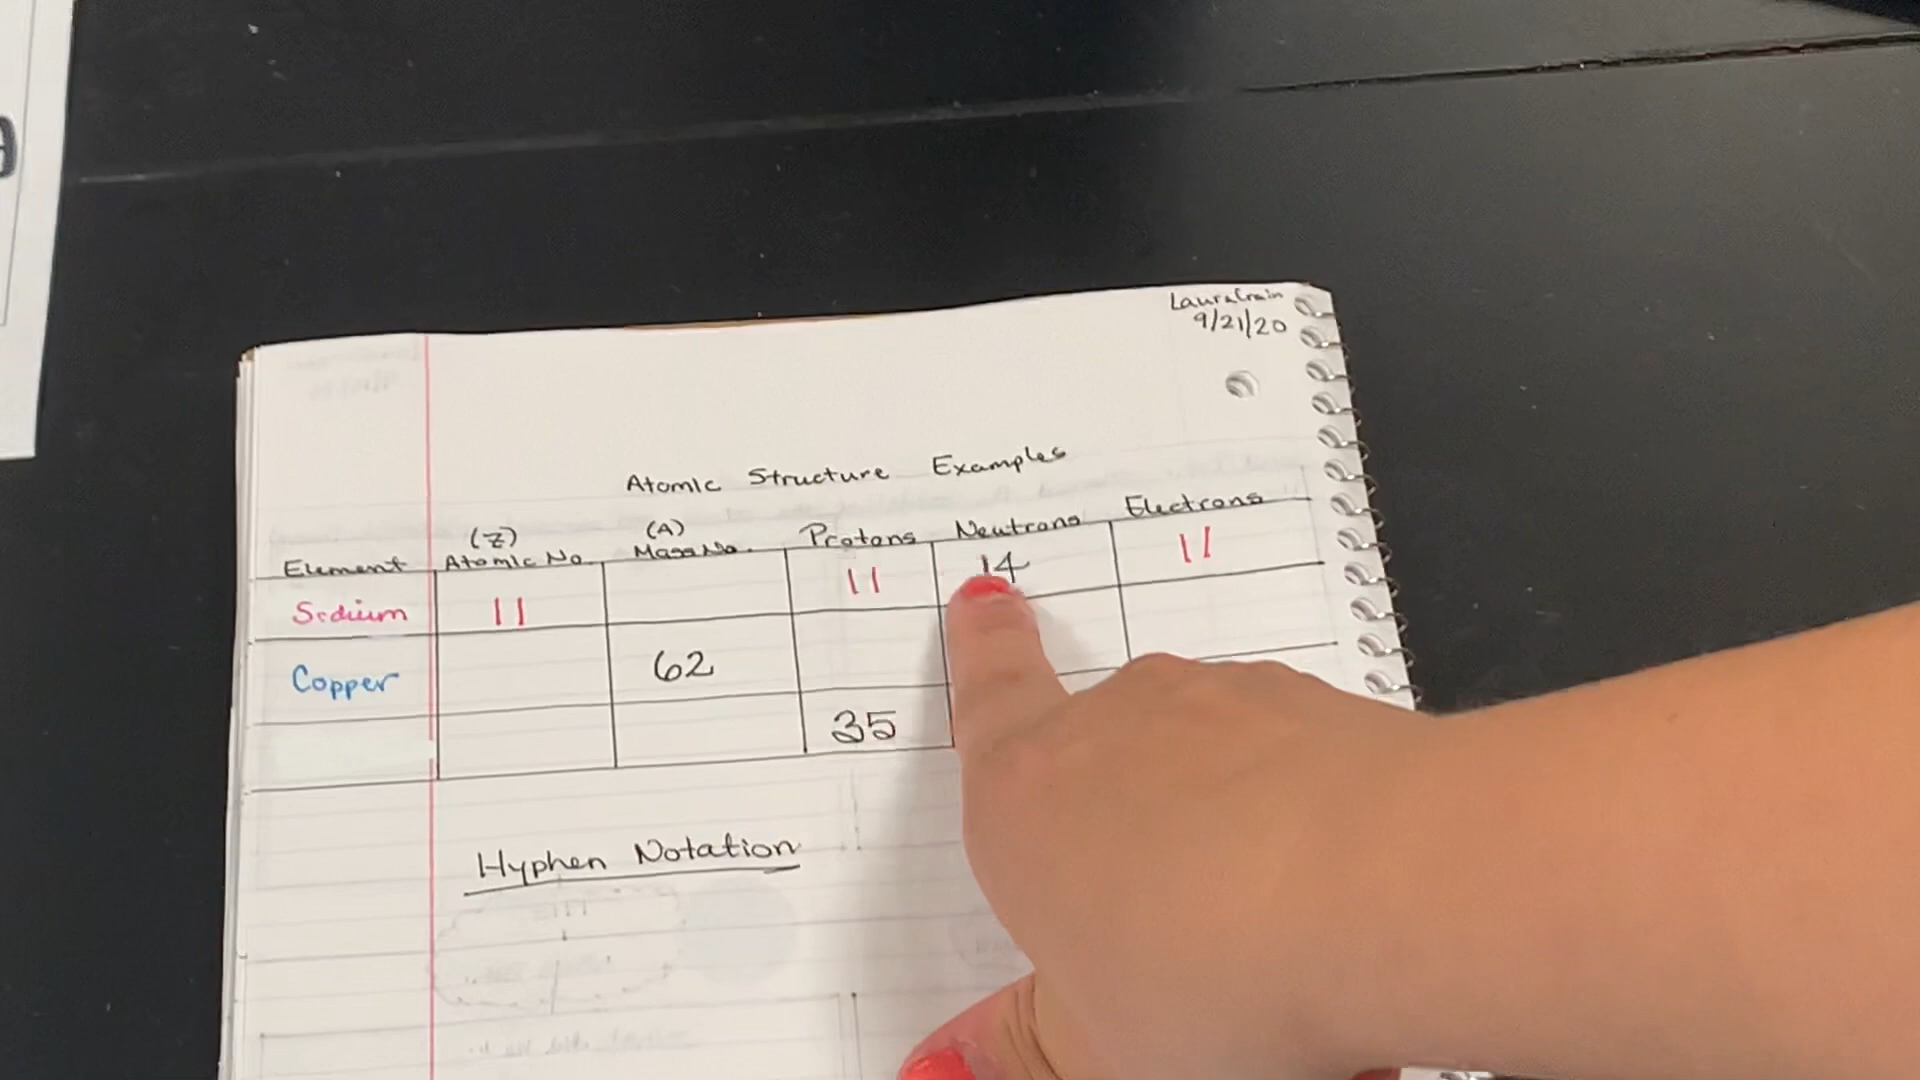 Laura Crain
9/21/20
Atomic Structure Examples
Element (Z) Atomic No. (A) Mass No. Protons Neutrons Electrons
Sodium 11 11 14 11
Copper 62
35
Hyphen Notation